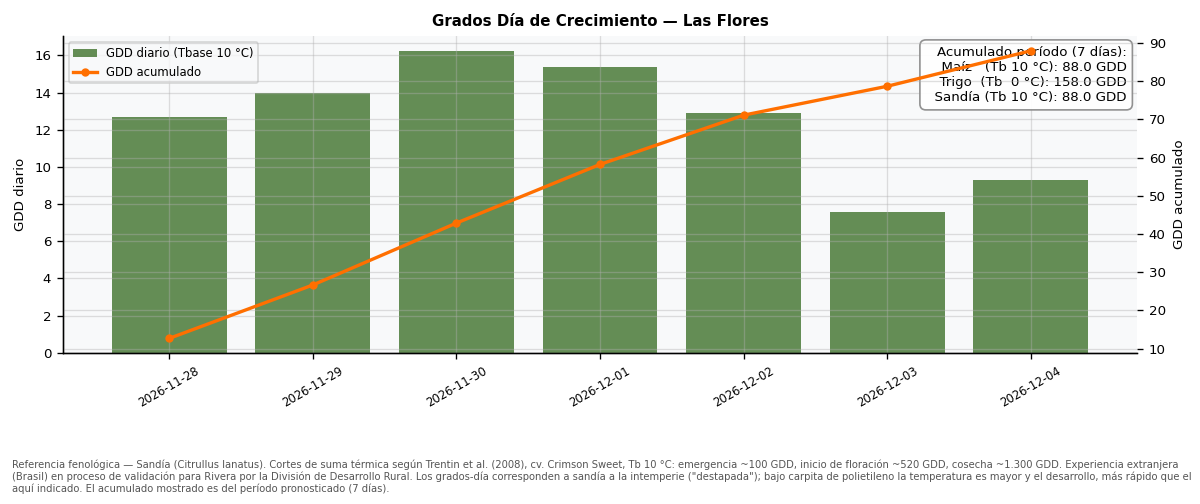 Grados Día de Crecimiento — Las Flores
GDD diario (Tbase 10 °C)
GDD acumulado
Acumulado período (7 días):
Maíz (Tb 10 °C): 88.0 GDD
Trigo (Tb 0 °C): 158.0 GDD
Sandía (Tb 10 °C): 88.0 GDD
GDD diario
16
14
12
10
8
6
4
2
0
90
80
70
60
50
40
30
20
10
GDD acumulado
2026-11-28
2026-11-29
2026-11-30
2026-12-01
2026-12-02
2026-12-03
2026-12-04
Referencia fenológica — Sandía (Citrullus lanatus). Cortes de suma térmica según Trentin et al. (2008), cv. Crimson Sweet, Tb 10 °C: emergencia ~100 GDD, inicio de floración ~520 GDD, cosecha ~1.300 GDD. Experiencia extranjera
(Brasil) en proceso de validación para Rivera por la División de Desarrollo Rural. Los grados-día corresponden a sandía a la intemperie ("destapada"); bajo carpita de polietileno la temperatura es mayor y el desarrollo, más rápido que el
aquí indicado. El acumulado mostrado es del período pronosticado (7 días).